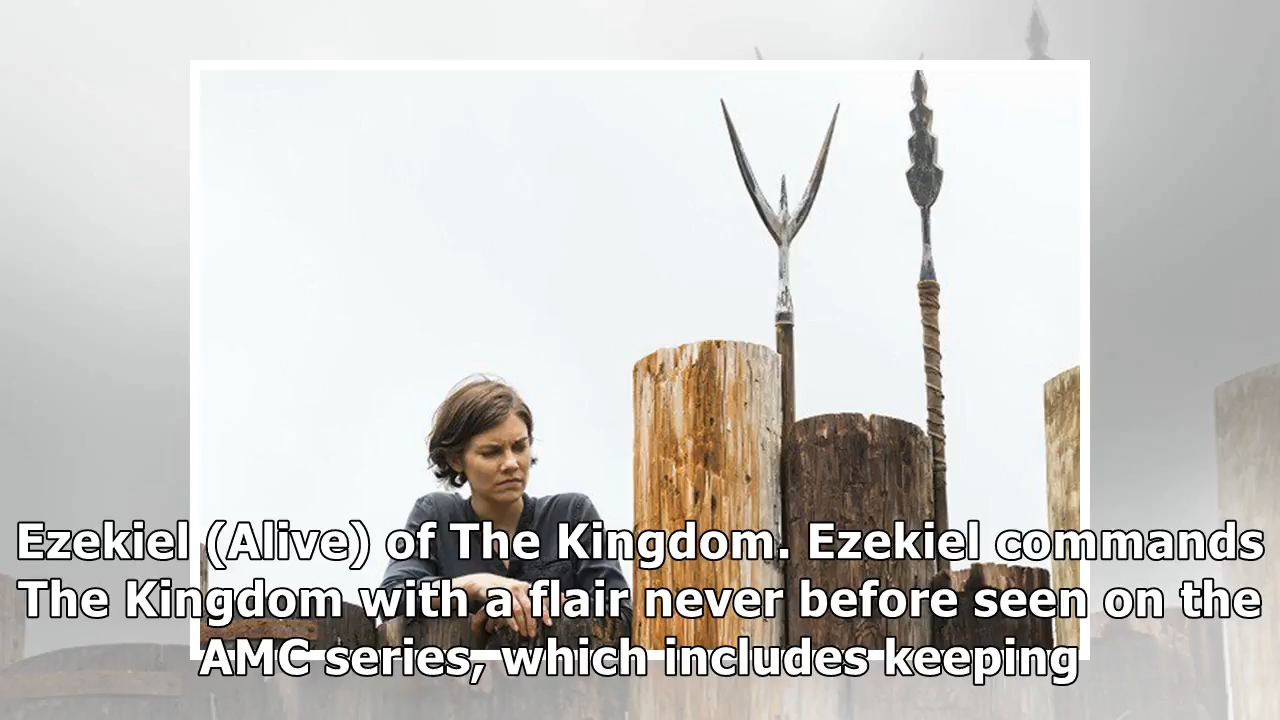 Ezekiel (Alive) of The Kingdom. Ezekiel commands
The Kingdom with a flair never before seen on the
AMC series, which includes keeping